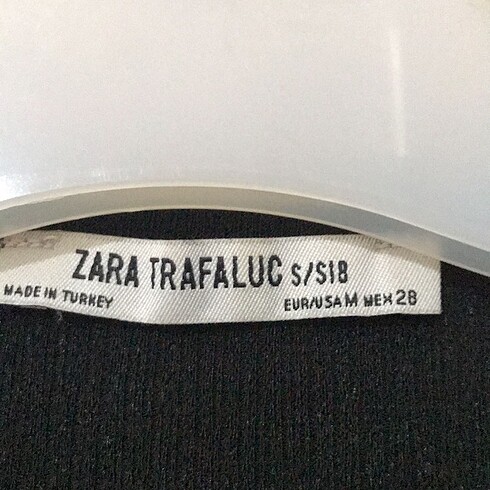 ZARA TRAFALUC S/S18
MADE IN TURKEY
EUR/USA M MEX 28